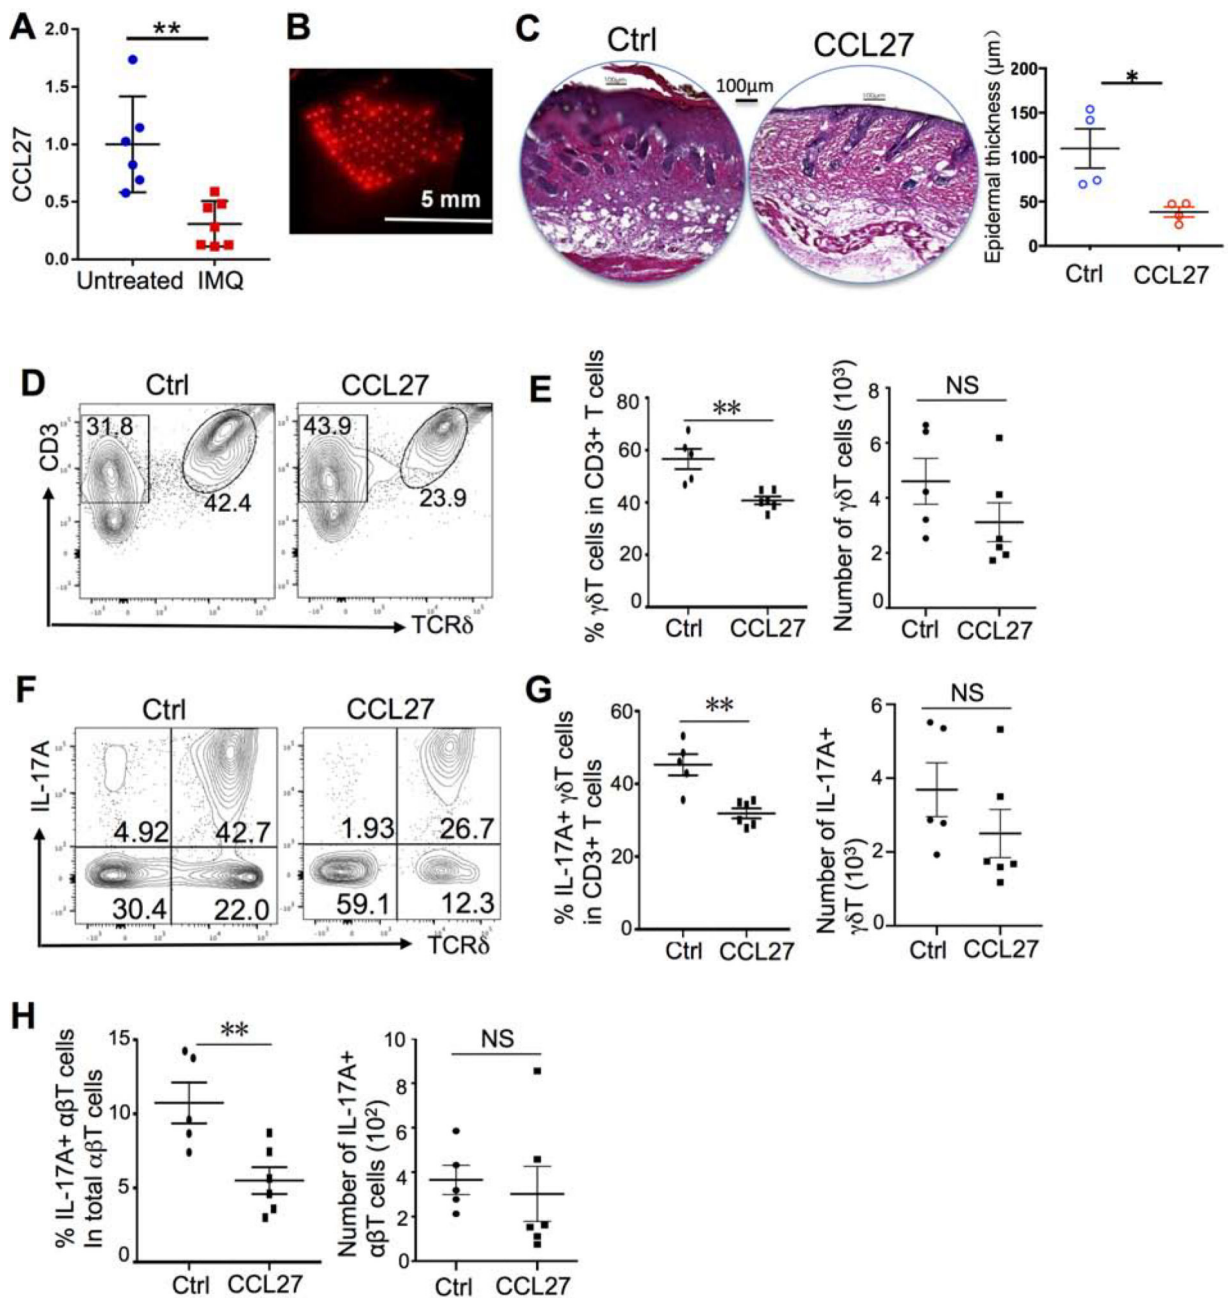 A
CCL27
2.0
1.5
1.0
0.5
0.0
**
Untreated
IMQ
B
5 mm
C
Ctrl
CCL27
100µm
100µm
100µm
Epidermal thickness (µm)
200
150
100
50
0
*
Ctrl
CCL27
D
Ctrl
CCL27
CD3
31.8
42.4
43.9
23.9
TCRδ
E
% γδT cells in CD3+ T cells
80
60
40
20
0
**
Ctrl
CCL27
Number of γδT cells (10³)
8
6
4
2
0
NS
Ctrl
CCL27
F
Ctrl
CCL27
IL-17A
4.92
42.7
30.4
22.0
1.93
26.7
59.1
12.3
TCRδ
G
% IL-17A+ γδT cells
in CD3+ T cells
60
40
20
0
**
Ctrl
CCL27
Number of IL-17A+
γδT (10³)
6
4
2
0
NS
Ctrl
CCL27
H
% IL-17A+ αβT cells
In total αβT cells
15
10
5
0
**
Ctrl
CCL27
Number of IL-17A+
αβT cells (10²)
10
8
6
4
2
0
NS
Ctrl
CCL27